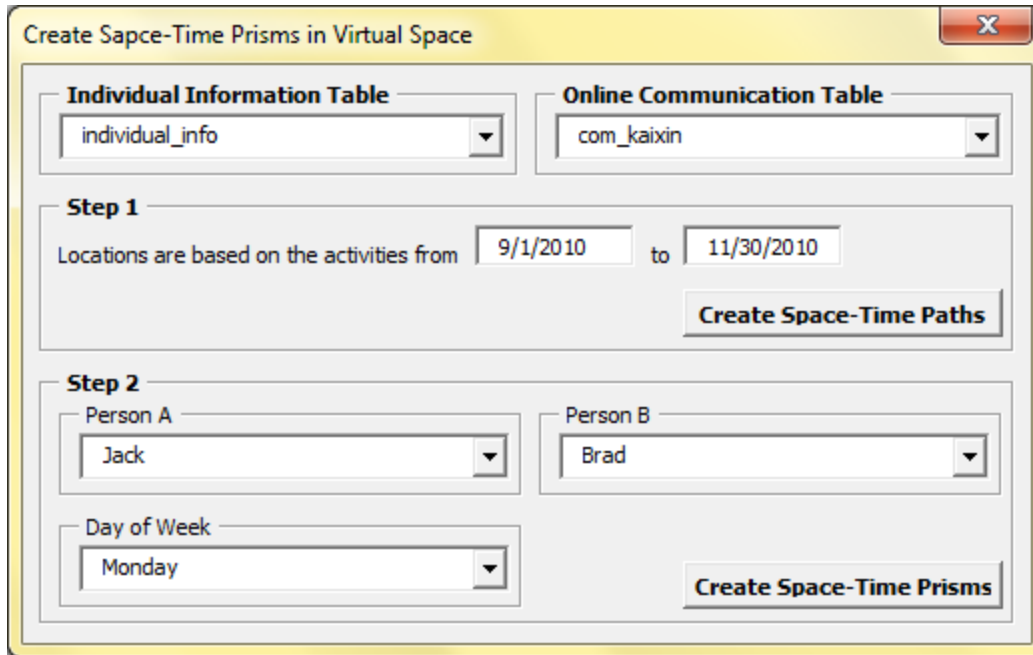 Create Sapce-Time Prisms in Virtual Space
X
Individual Information Table
individual_info
Online Communication Table
com_kaixin
Step 1
Locations are based on the activities from 9/1/2010 to 11/30/2010
Create Space-Time Paths
Step 2
Person A
Jack
Person B
Brad
Day of Week
Monday
Create Space-Time Prisms